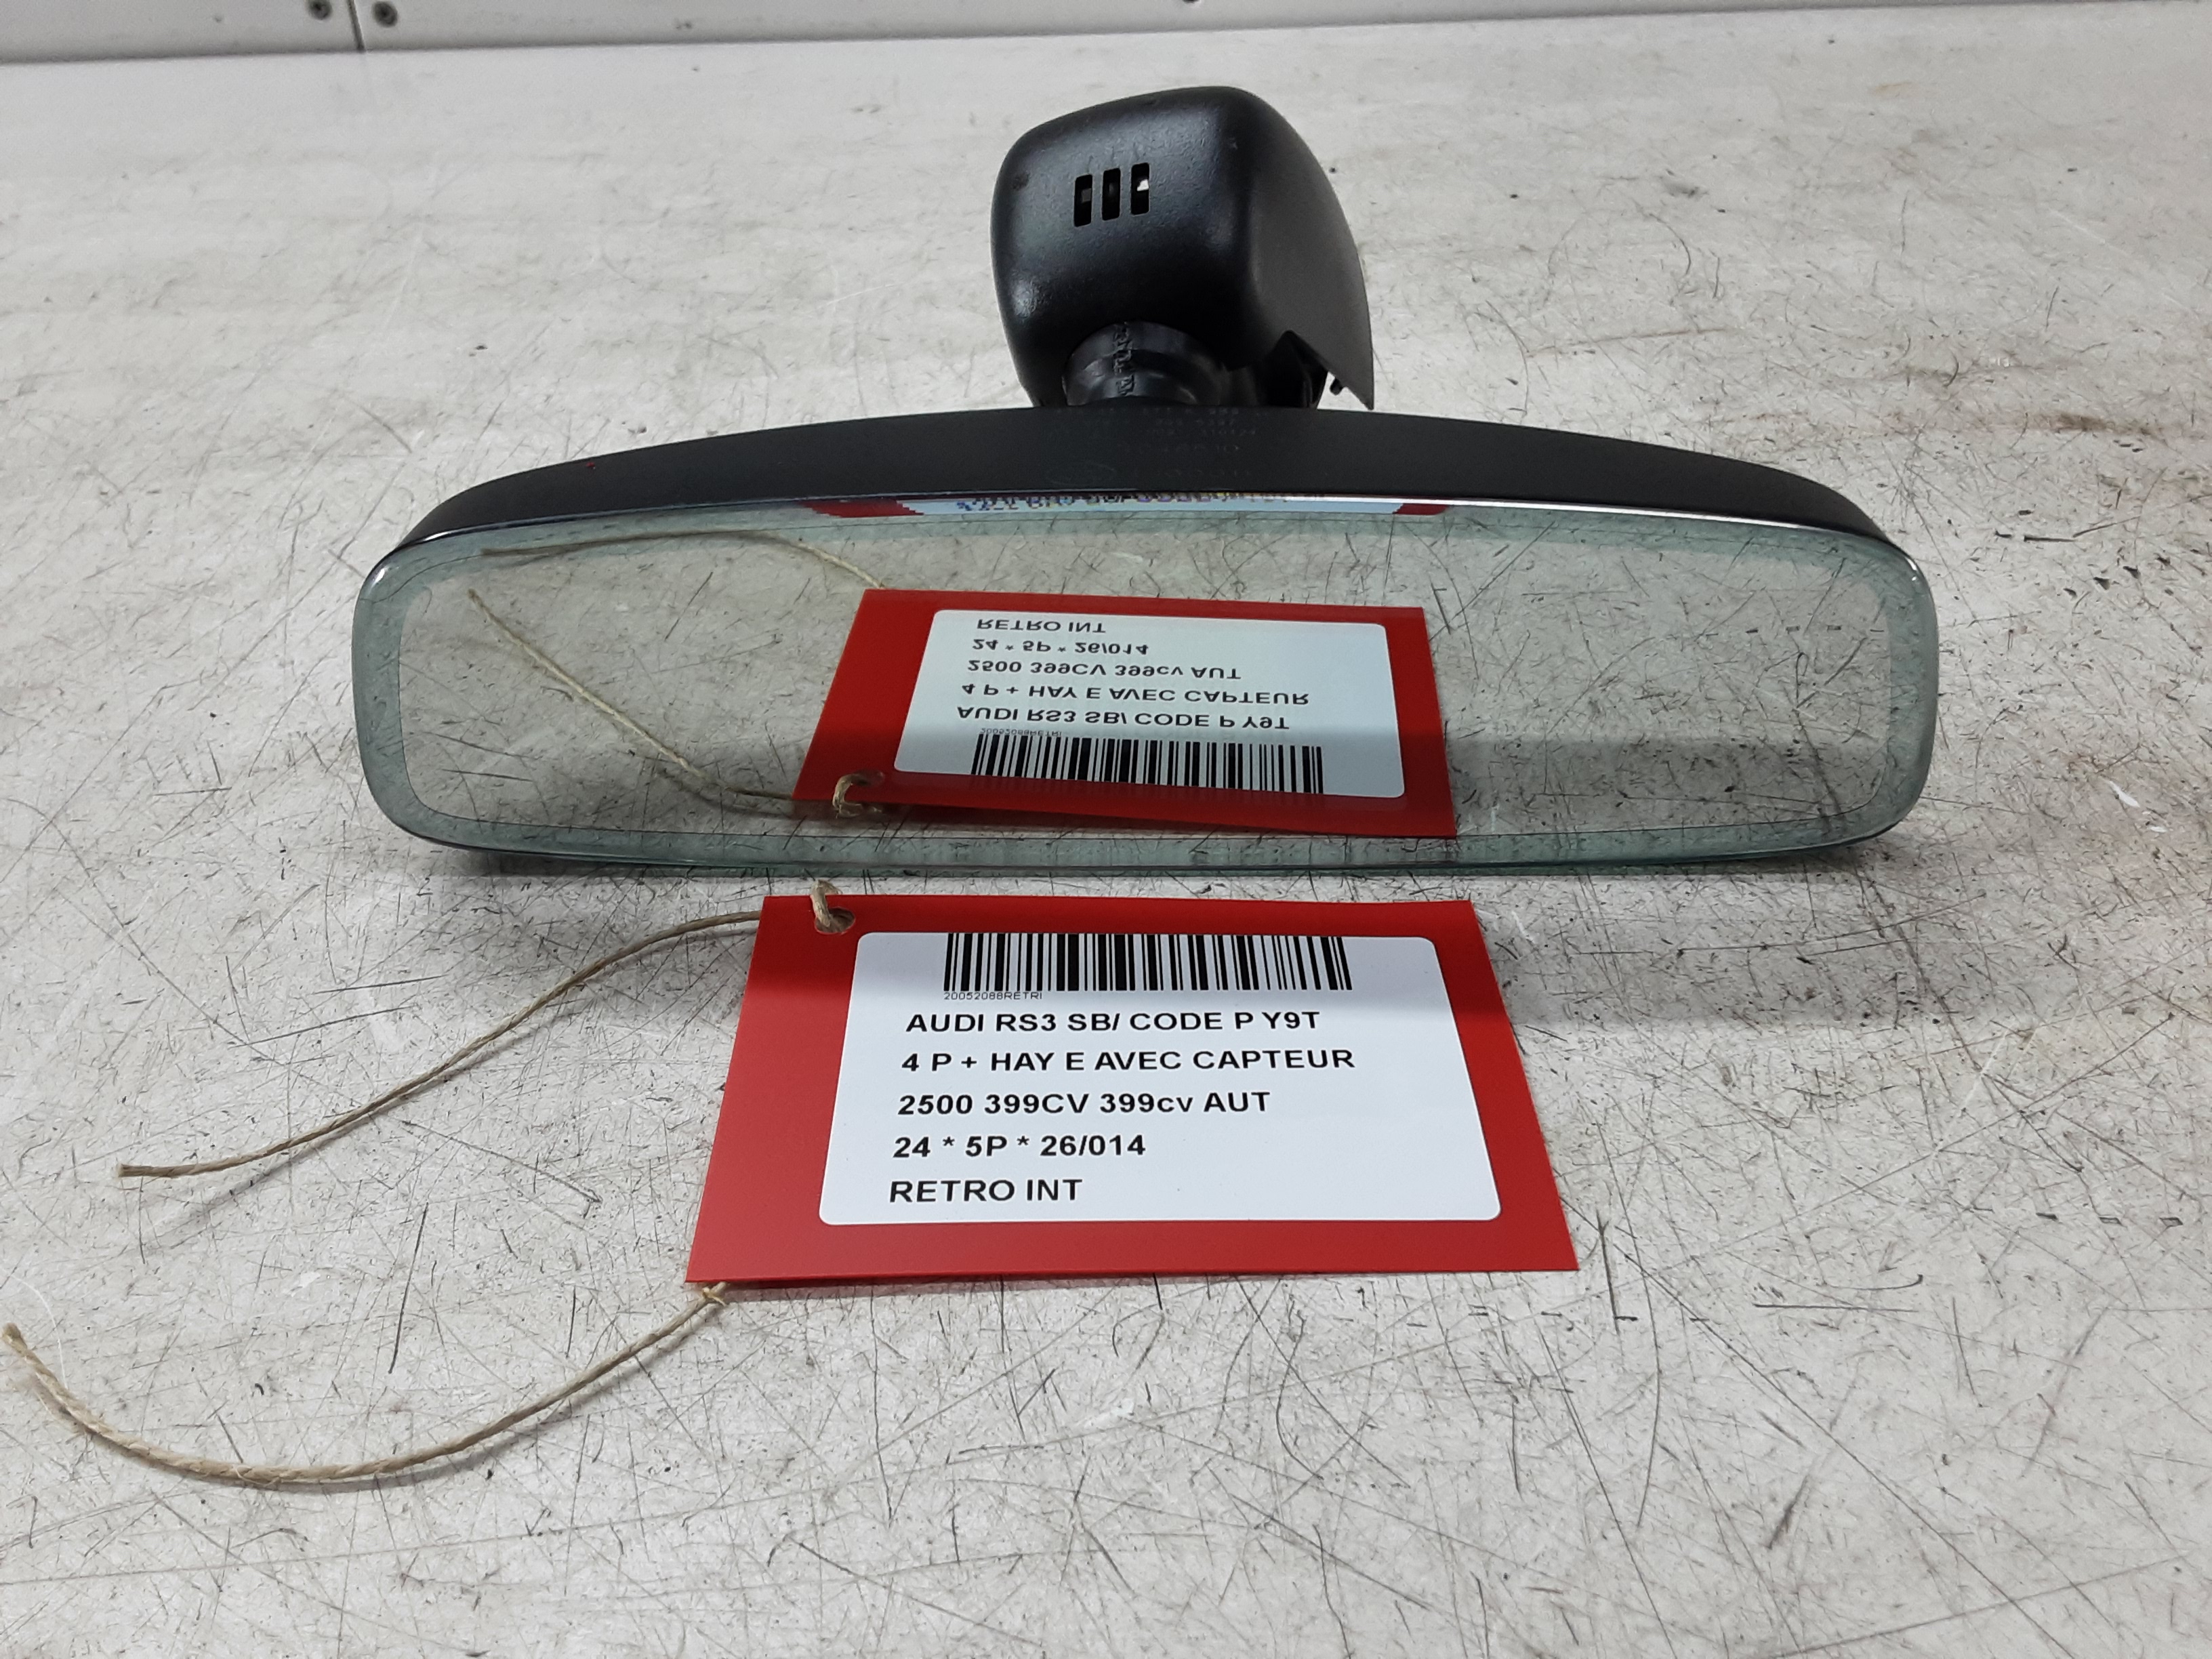 20052088RETRI
AUDI RS3 SB/ CODE P Y9T
4 P + HAY E AVEC CAPTEUR
2500 399CV 399cv AUT
24 * 5P * 26/014
RETRO INT